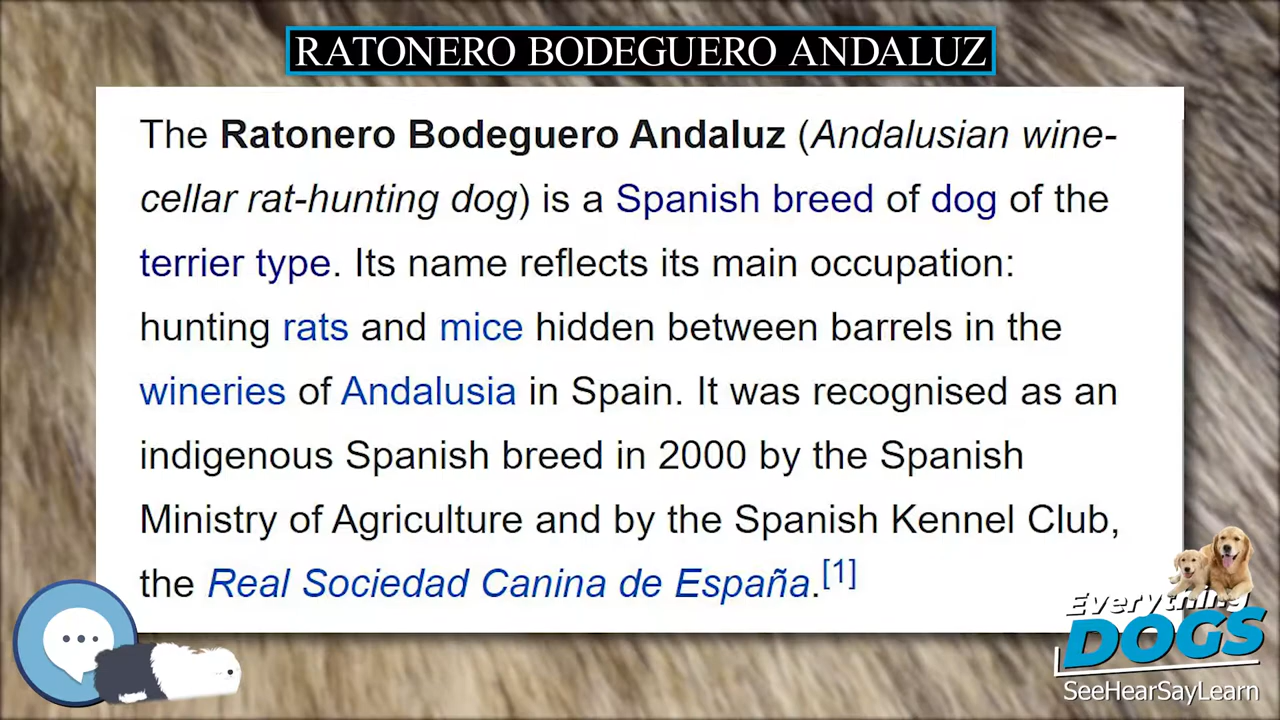 RATONERO BODEGUERO ANDALUZ
The Ratonero Bodeguero Andaluz (Andalusian wine-
cellar rat-hunting dog) is a Spanish breed of dog of the
terrier type. Its name reflects its main occupation:
hunting rats and mice hidden between barrels in the
wineries of Andalusia in Spain. It was recognised as an
indigenous Spanish breed in 2000 by the Spanish
Ministry of Agriculture and by the Spanish Kennel Club,
the Real Sociedad Canina de España.[1]
Everything
DOGS
SeeHearSayLearn